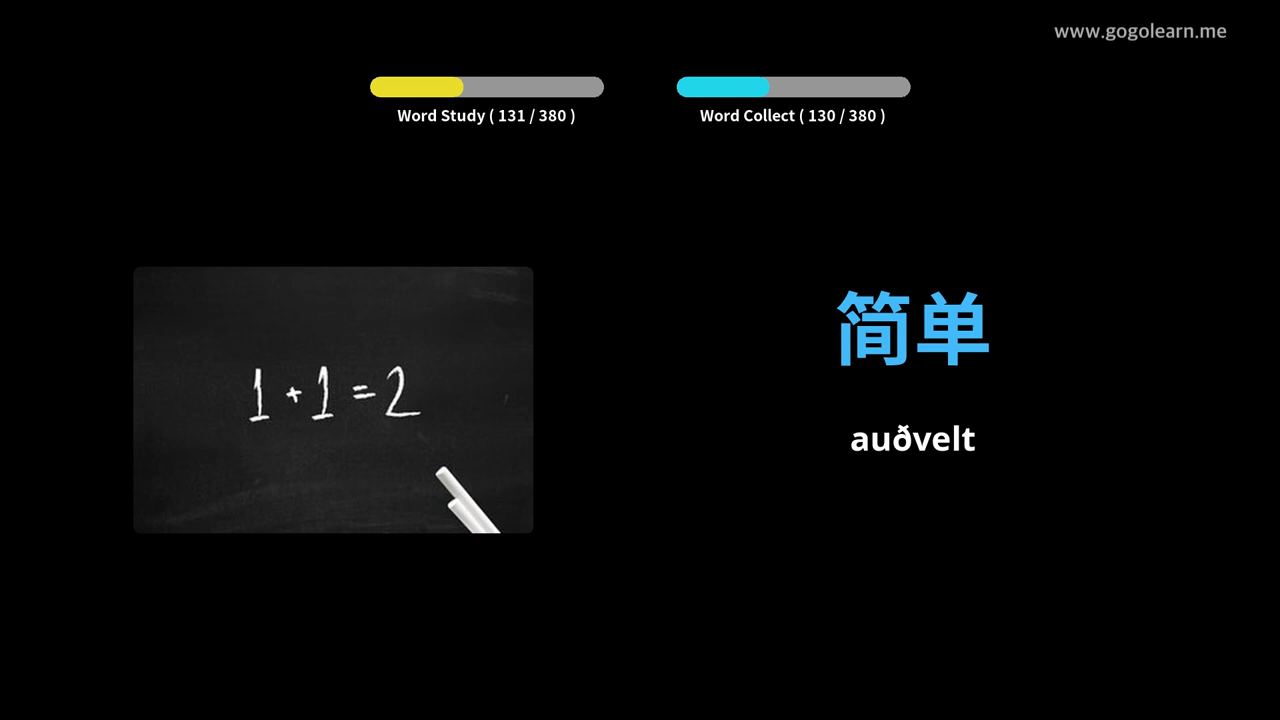 www.gogolearn.me
Word Study ( 131 / 380 )
Word Collect ( 130 / 380 )
1 + 1 = 2
简单
auðvelt